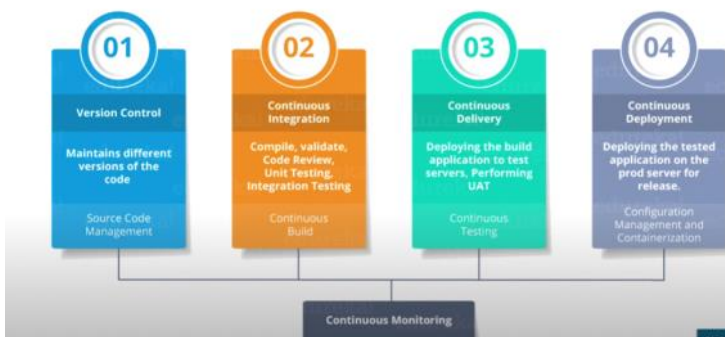 01
Version Control
Maintains different
versions of the
code
Source Code
Management
02
Continuous
Integration
Compile, validate,
Code Review,
Unit Testing,
Integration Testing
Continuous
Build
03
Continuous
Delivery
Deploying the build
application to test
servers. Performing
UAT
Continuous
Testing
04
Continuous
Deployment
Deploying the tested
application on the
prod server for
release.
Configuration
Management and
Containerization
Continuous Monitoring